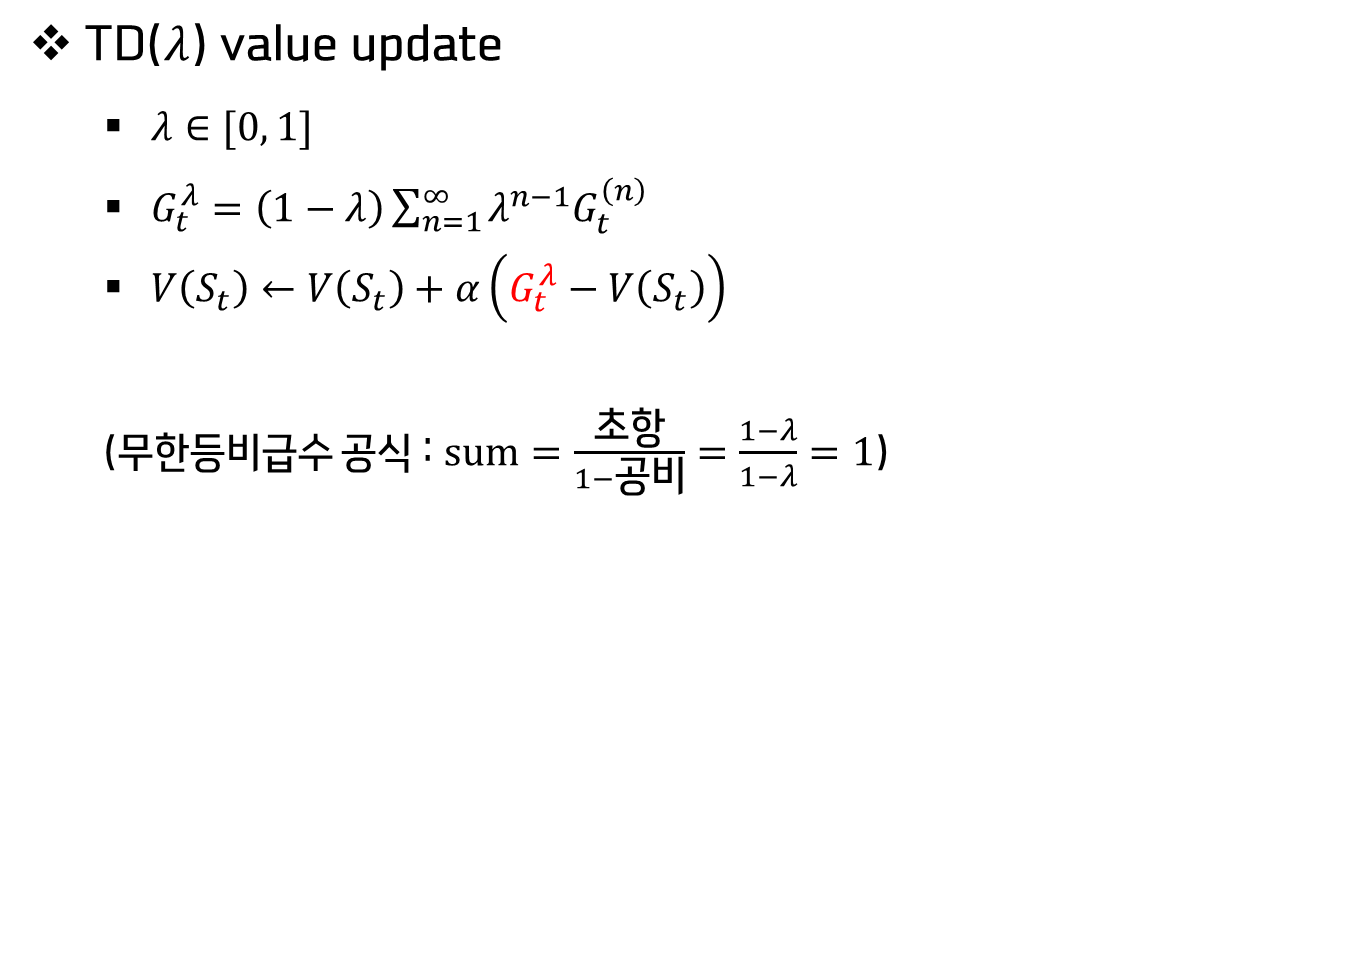 ❖ TD(λ) value update
▪ λ ∈ [0, 1]
▪ G_t^λ = (1 − λ) ∑_{n=1}^{∞} λ^{n−1} G_t^{(n)}
▪ V(S_t) ← V(S_t) + α (G_t^λ − V(S_t))
(무한등비급수 공식 : sum = 초항/(1−공비) = (1−λ)/(1−λ) = 1)